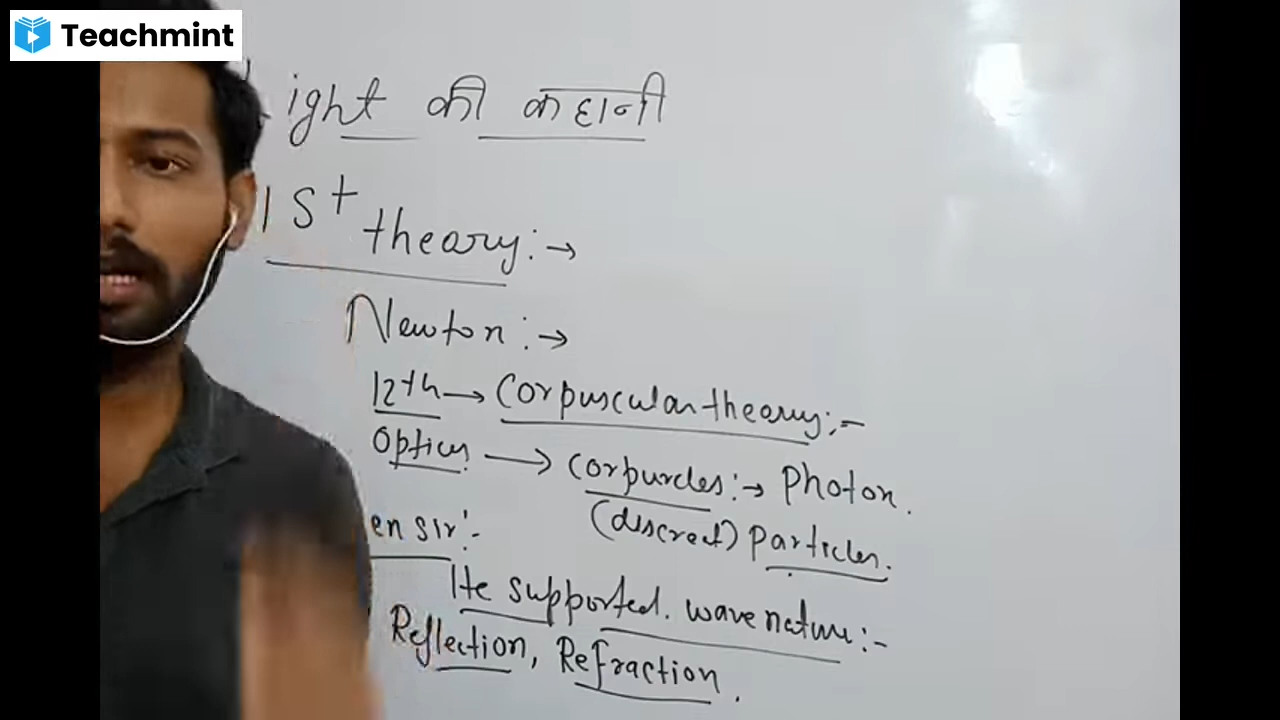 Teachmint
Light की कहानी
1st theary:→
Newton:→
12th → Corpuscular theary:-
Optics → Corpurcles:→ Photon.
(discreet) Particles.
en sir:-
He supported. wave nature:-
Reflection, Refraction.